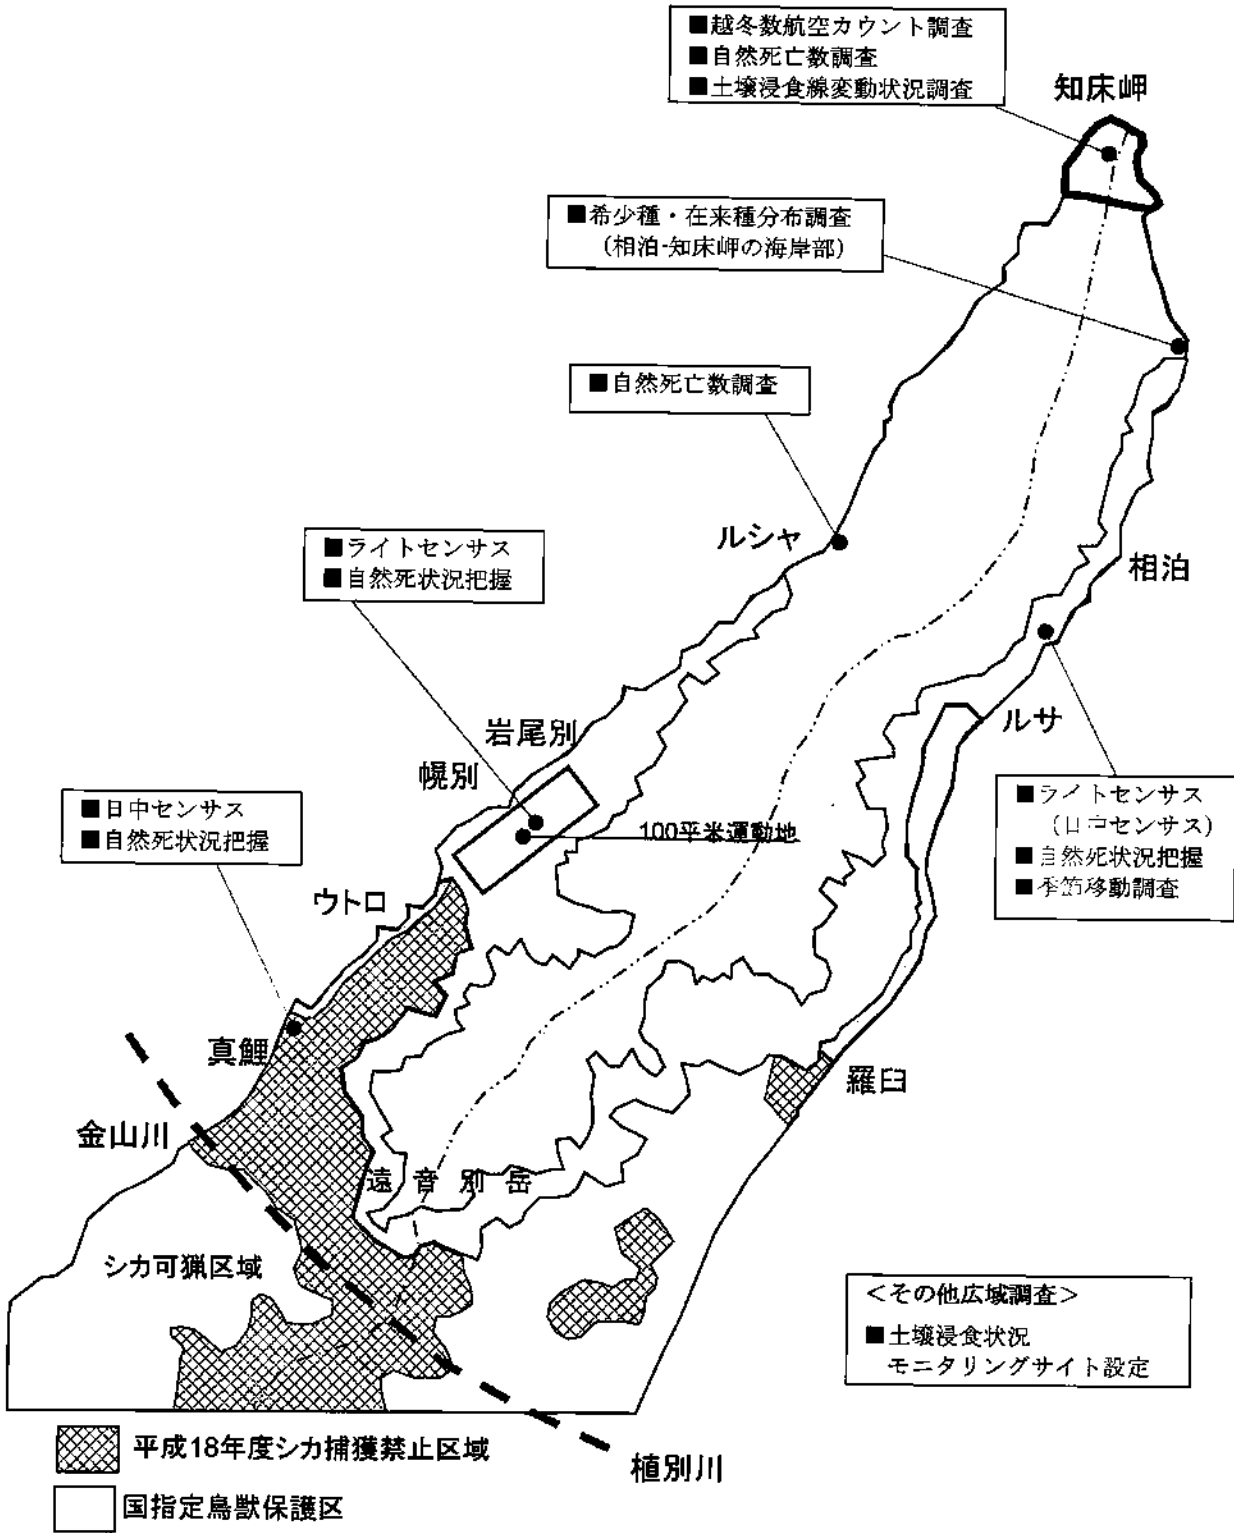 ■越冬数航空カウント調査
■自然死亡数調査
■土壌浸食線変動状況調査
知床岬
■希少種・在来種分布調査
（相泊-知床岬の海岸部）
■自然死亡数調査
ルシャ
相泊
■ライトセンサス
■自然死状況把握
岩尾別
幌別
ルサ
■日中センサス
■自然死状況把握
100平米運動地
■ライトセンサス
（日中センサス）
■自然死状況把握
■季節移動調査
ウトロ
真鯉
羅臼
金山川
遠音別岳
シカ可猟区域
＜その他広域調査＞
■土壌浸食状況
モニタリングサイト設定
平成18年度シカ捕獲禁止区域
植別川
国指定鳥獣保護区